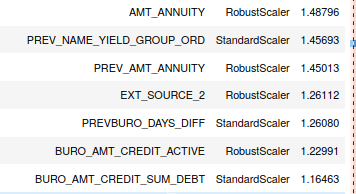 AMT_ANNUITY RobustScaler 1.48796
PREV_NAME_YIELD_GROUP_ORD StandardScaler 1.45693
PREV_AMT_ANNUITY RobustScaler 1.45013
EXT_SOURCE_2 RobustScaler 1.26112
PREVBURO_DAYS_DIFF StandardScaler 1.26080
BURO_AMT_CREDIT_ACTIVE RobustScaler 1.22991
BURO_AMT_CREDIT_SUM_DEBT StandardScaler 1.16463